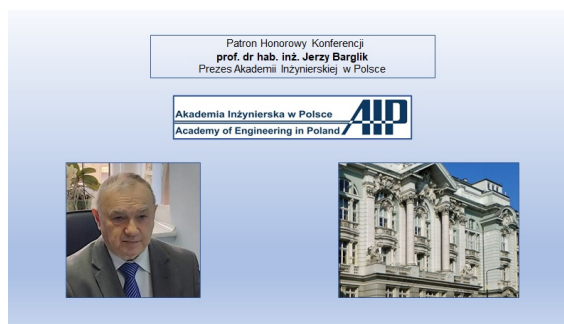 Patron Honorowy Konferencji
prof. dr hab. inż. Jerzy Barglik
Prezes Akademii Inżynierskiej w Polsce
Akademia Inżynierska w Polsce
Academy of Engineering in Poland
AIP